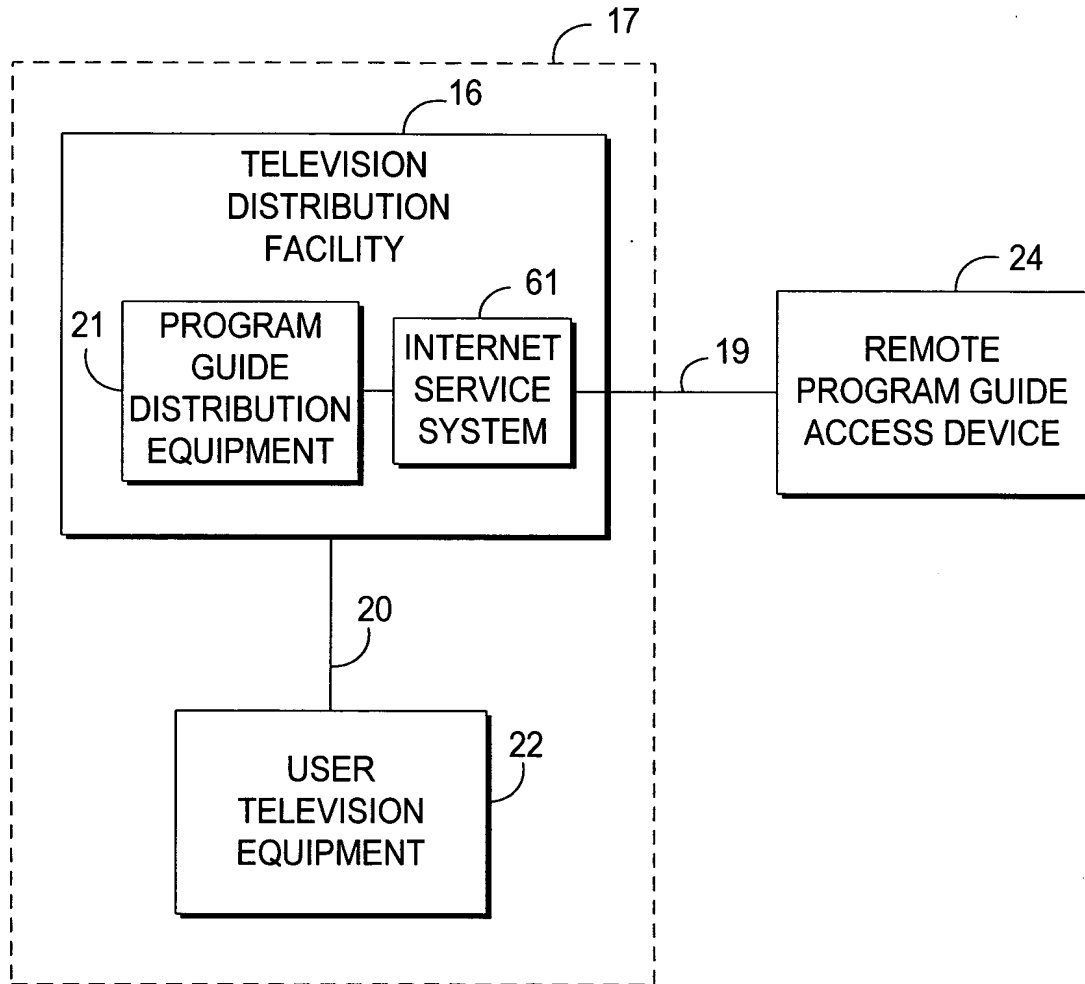 17
16
TELEVISION
DISTRIBUTION
FACILITY
61
24
21
PROGRAM
GUIDE
DISTRIBUTION
EQUIPMENT
INTERNET
SERVICE
SYSTEM
19
REMOTE
PROGRAM GUIDE
ACCESS DEVICE
20
22
USER
TELEVISION
EQUIPMENT